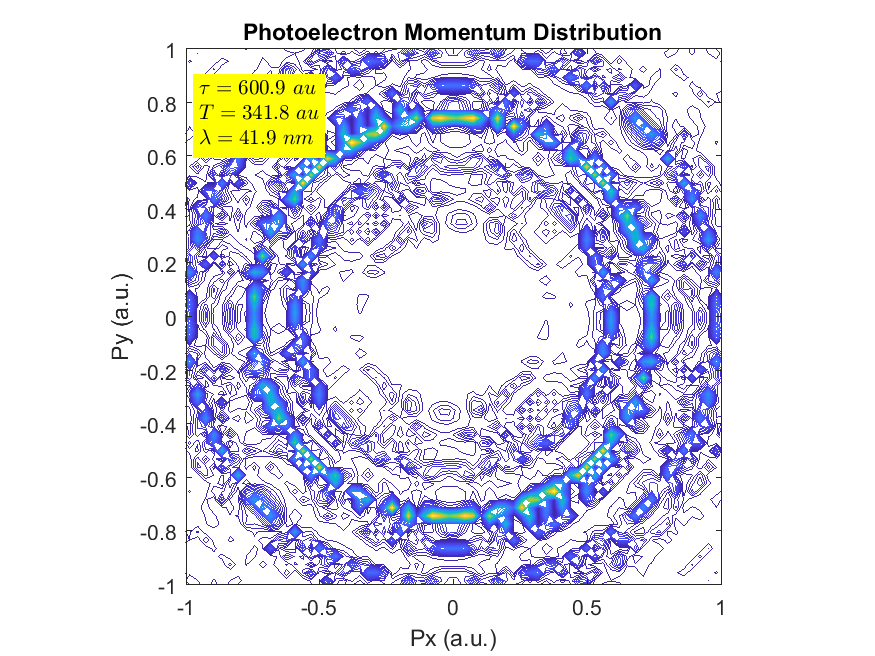 Photoelectron Momentum Distribution
τ = 600.9 au
T = 341.8 au
λ = 41.9 nm
1
0.8
0.6
0.4
0.2
0
-0.2
-0.4
-0.6
-0.8
-1
Py (a.u.)
-1 -0.5 0 0.5 1
Px (a.u.)